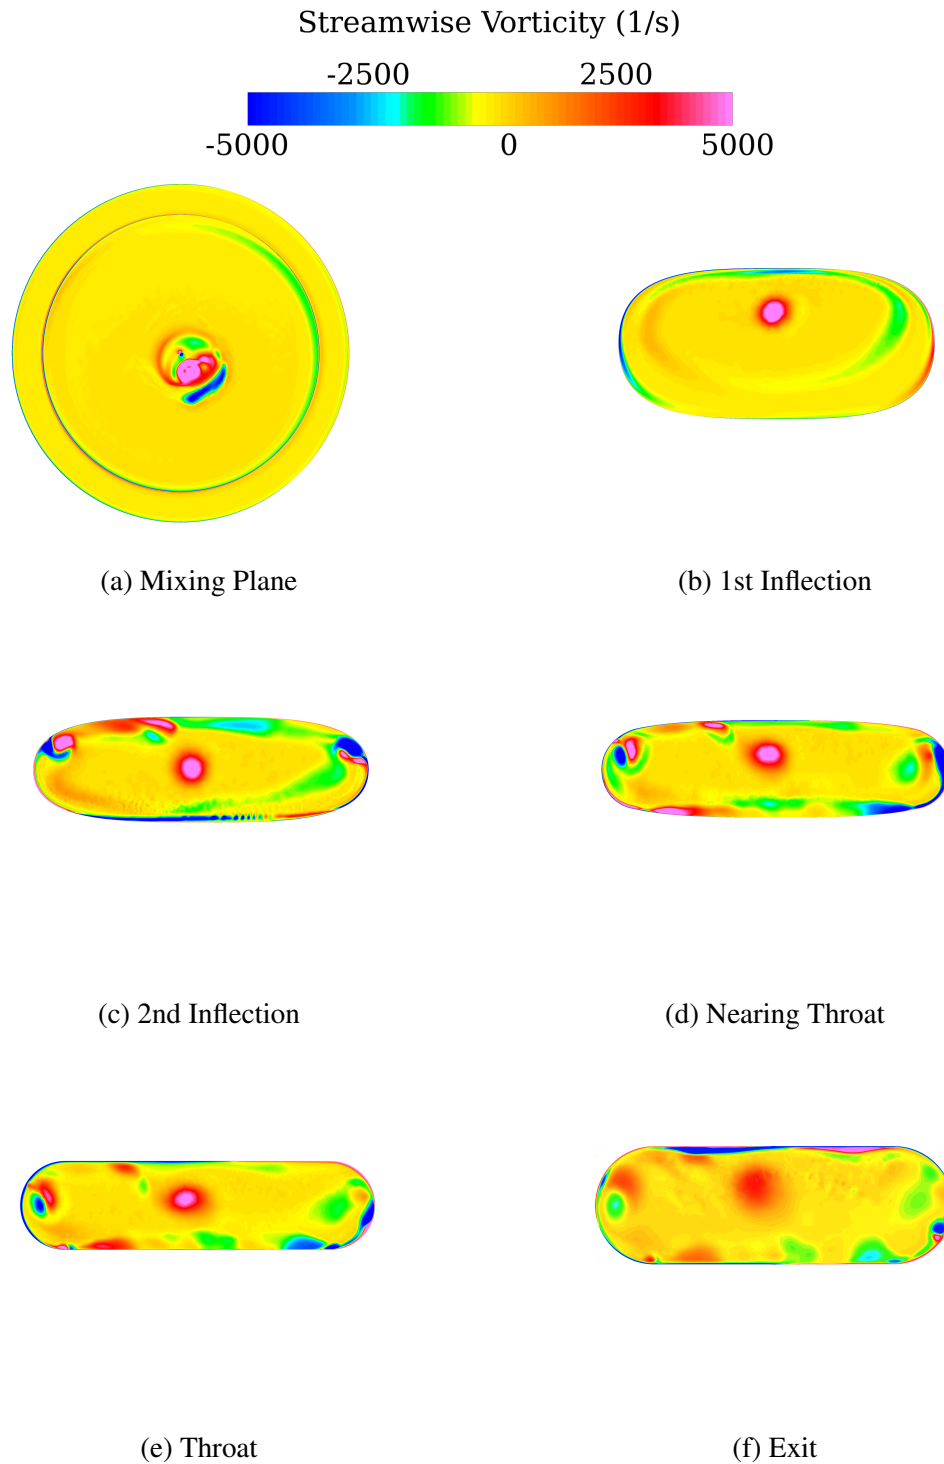 Streamwise Vorticity (1/s)
-2500 2500
-5000 0 5000
(a) Mixing Plane (b) 1st Inflection
(c) 2nd Inflection (d) Nearing Throat
(e) Throat (f) Exit